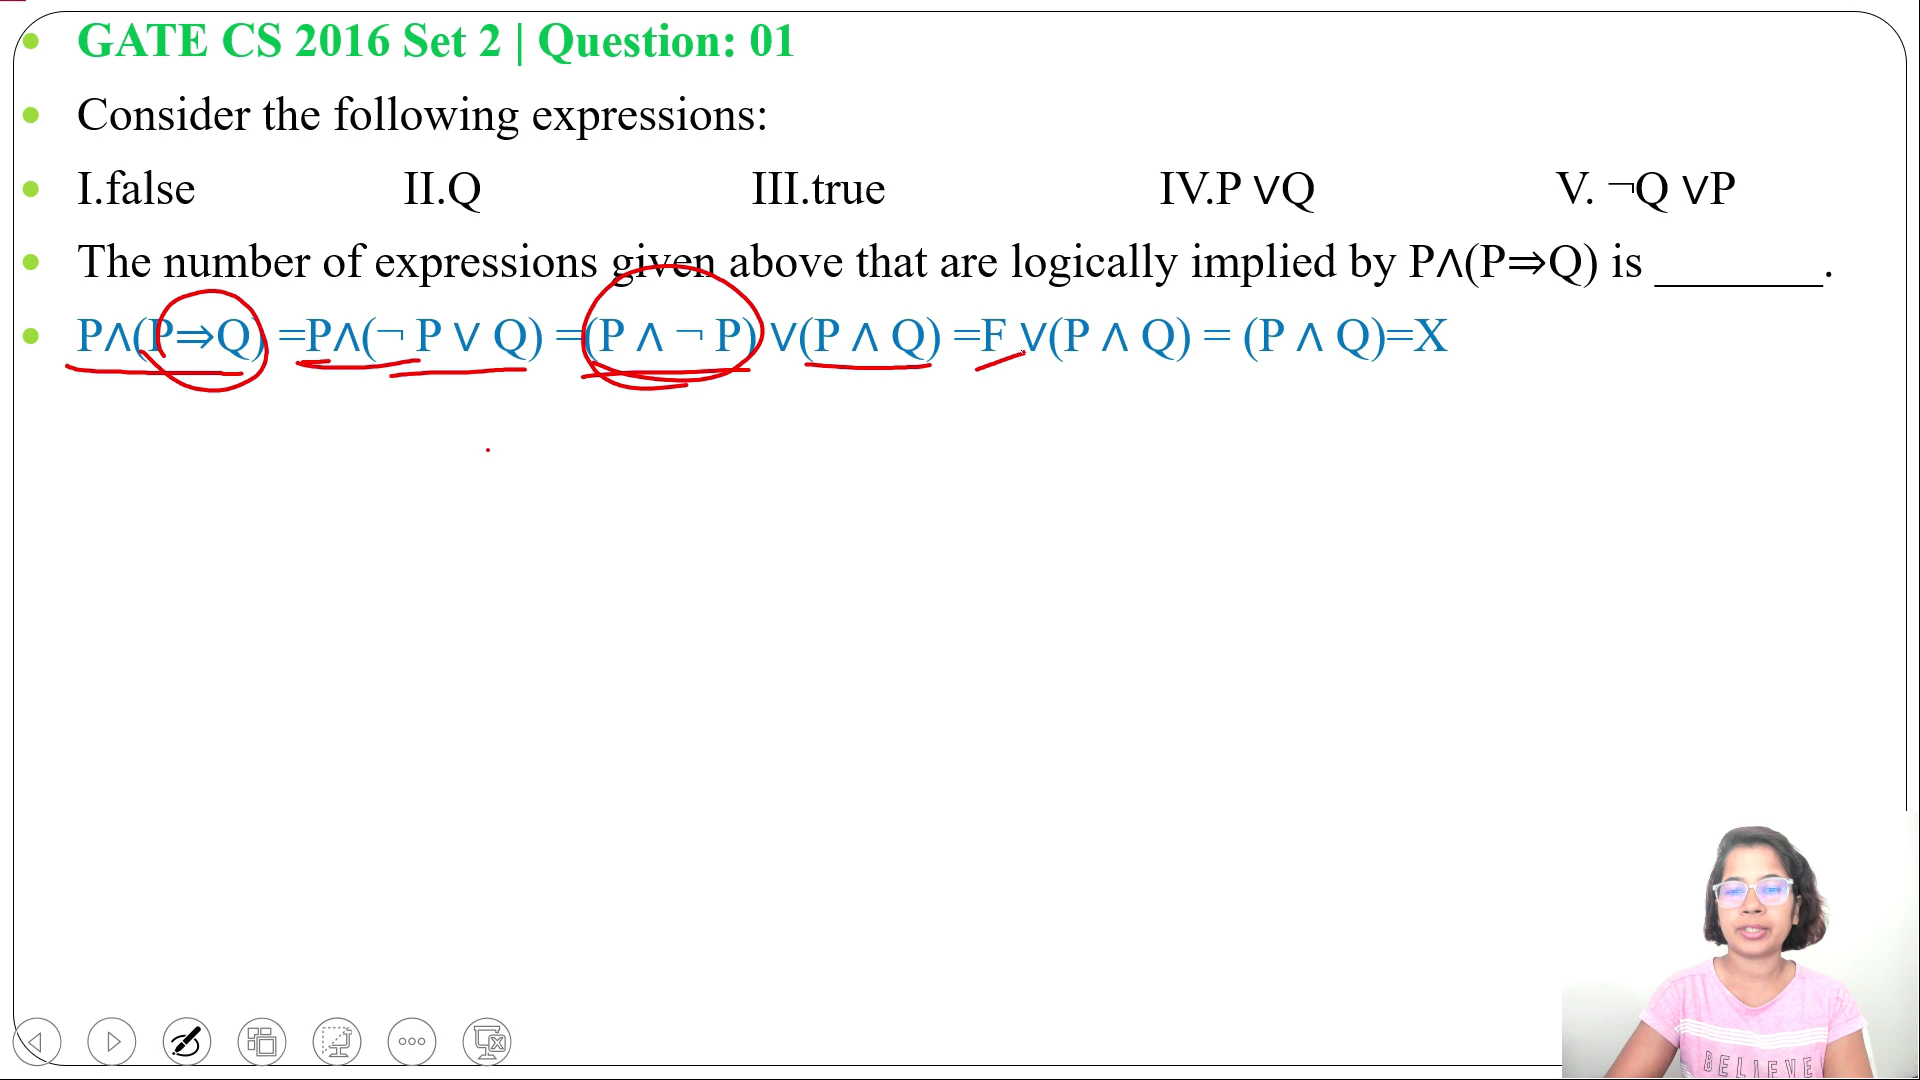 GATE CS 2016 Set 2 | Question: 01
Consider the following expressions:
I.false II.Q III.true IV.P ∨Q V. ¬Q ∨P
The number of expressions given above that are logically implied by P∧(P⇒Q) is _______.
P∧(P⇒Q) =P∧(¬ P ∨ Q) =(P ∧ ¬ P) ∨(P ∧ Q) =F ∨(P ∧ Q) = (P ∧ Q)=X
BELIEVE